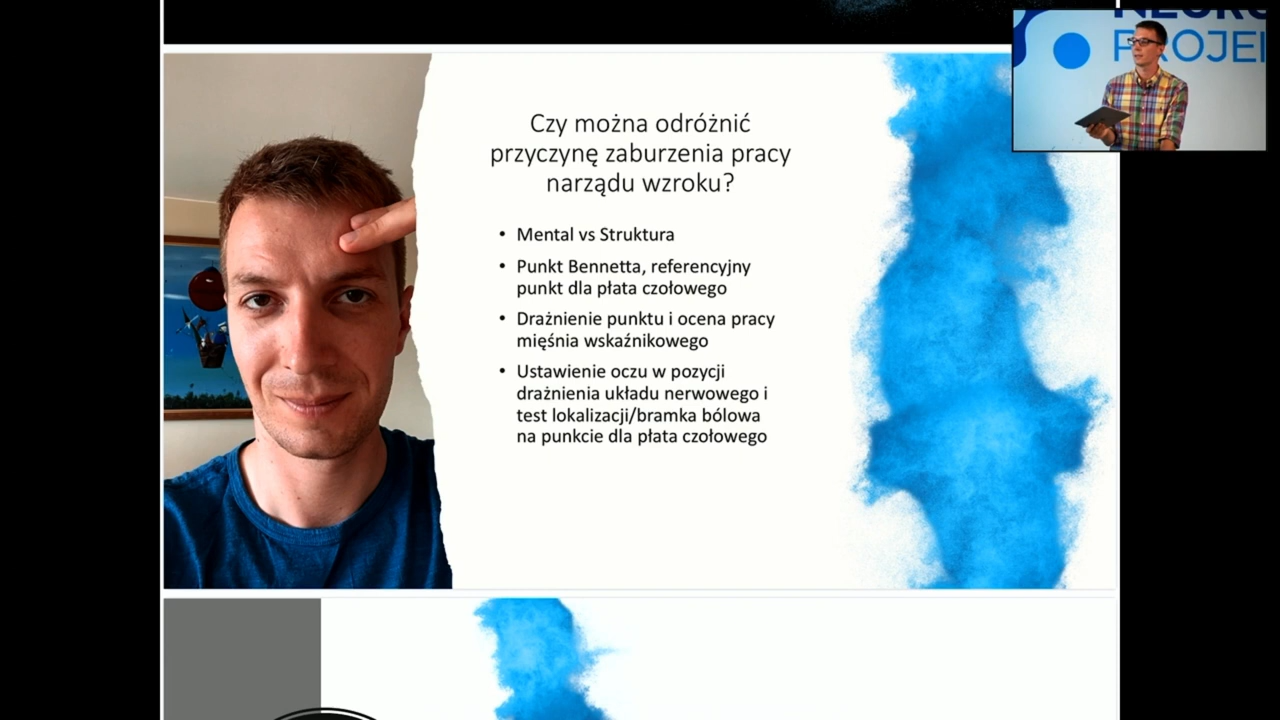 Czy można odróżnić
przyczynę zaburzenia pracy
narządu wzroku?
• Mental vs Struktura
• Punkt Bennetta, referencyjny
punkt dla płata czołowego
• Drażnienie punktu i ocena pracy
mięśnia wskaźnikowego
• Ustawienie oczu w pozycji
drażnienia układu nerwowego i
test lokalizacji/bramka bólowa
na punkcie dla płata czołowego